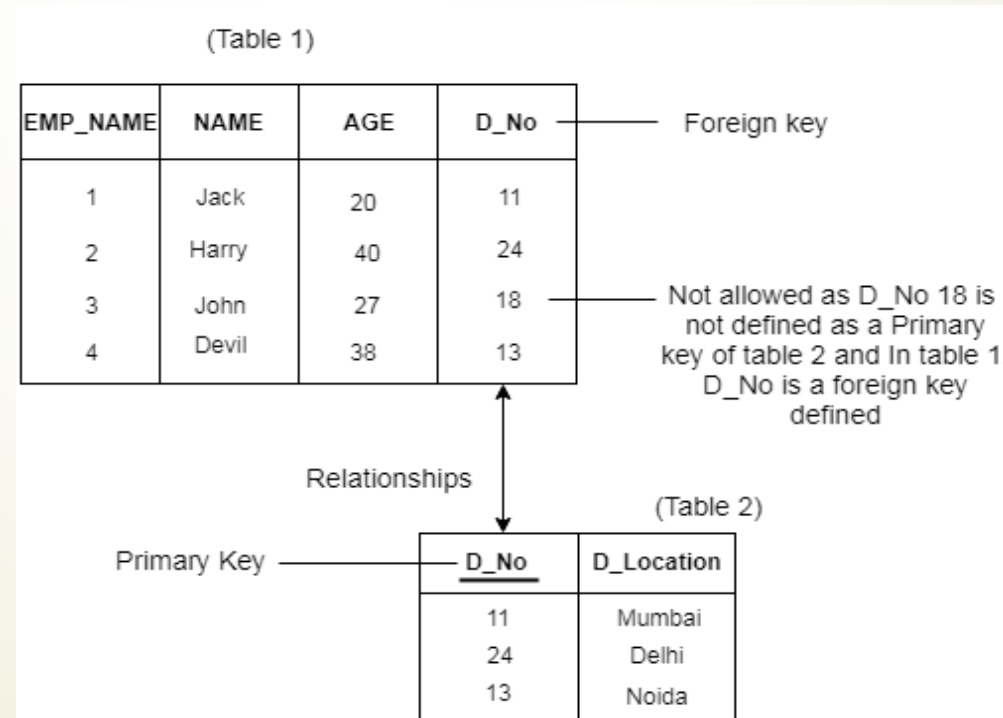 (Table 1)
EMP_NAME NAME AGE D_No Foreign key
1 Jack 20 11
2 Harry 40 24
3 John 27 18
4 Devil 38 13
Not allowed as D_No 18 is
not defined as a Primary
key of table 2 and In table 1
D_No is a foreign key
defined
Relationships
(Table 2)
Primary Key D_No D_Location
11 Mumbai
24 Delhi
13 Noida